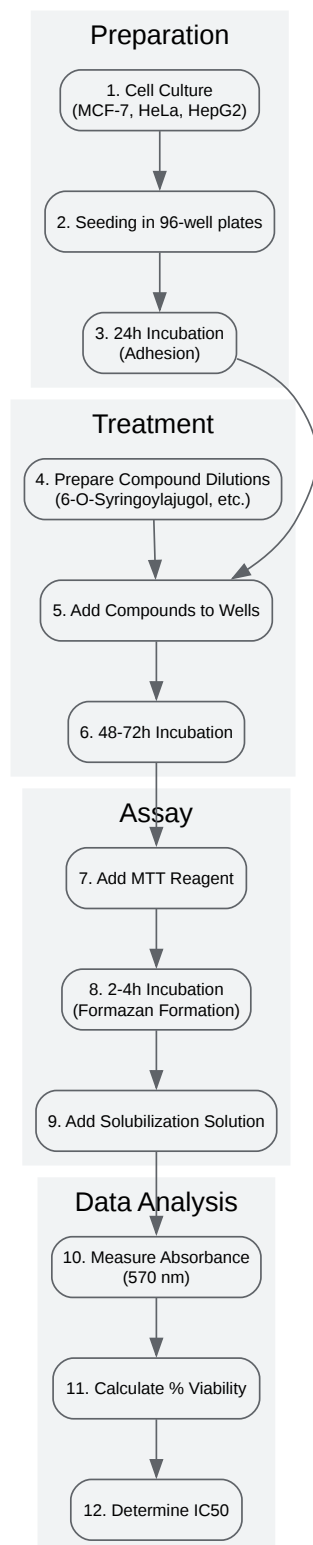 Preparation
1. Cell Culture
(MCF-7, HeLa, HepG2)
2. Seeding in 96-well plates
3. 24h Incubation
(Adhesion)
Treatment
4. Prepare Compound Dilutions
(6-O-Syringoylajugol, etc.)
5. Add Compounds to Wells
6. 48-72h Incubation
Assay
7. Add MTT Reagent
8. 2-4h Incubation
(Formazan Formation)
9. Add Solubilization Solution
Data Analysis
10. Measure Absorbance
(570 nm)
11. Calculate % Viability
12. Determine IC50